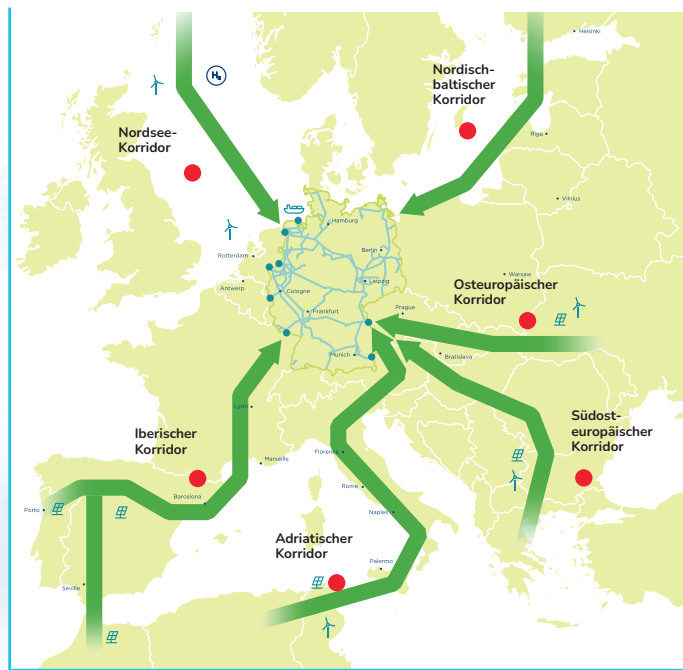 Helsinki
Nordisch-
baltischer
Korridor
H₂
Nordsee-
Korridor
Riga
Vilnius
Hamburg
Berlin
Rotterdam
Antwerp
Cologne
Leipzig
Warsaw
Osteuropäischer
Korridor
Prague
Frankfurt
Munich
Bratislava
Lyon
Südost-
europäischer
Korridor
Iberischer
Korridor
Marseille
Florence
Rome
Barcelona
Porto
Naples
Adriatischer
Korridor
Palermo
Seville